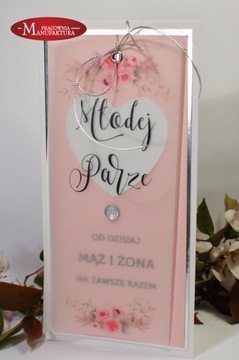 PRACOWNIA
MANUFAKTURA
Młodej
Parze
OD DZISIAJ
MĄŻ I ŻONA
NA ZAWSZE RAZEM